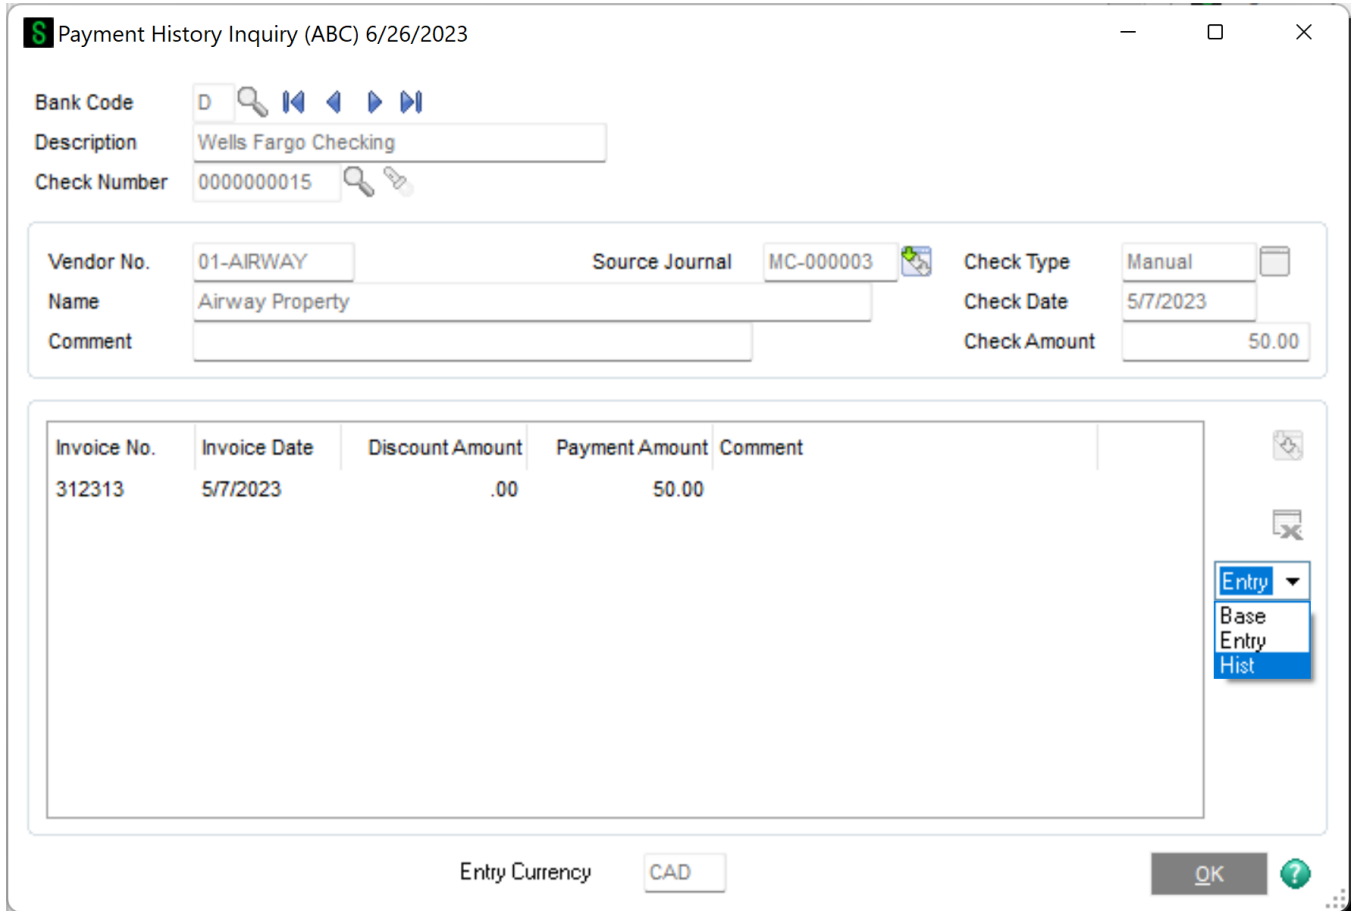 S Payment History Inquiry (ABC) 6/26/2023
Bank Code D
Description Wells Fargo Checking
Check Number 0000000015
Vendor No. 01-AIRWAY Source Journal MC-000003 Check Type Manual
Name Airway Property Check Date 5/7/2023
Comment Check Amount 50.00
Invoice No. Invoice Date Discount Amount Payment Amount Comment
312313 5/7/2023 .00 50.00
Entry
Base
Entry
Hist
Entry Currency CAD OK ?